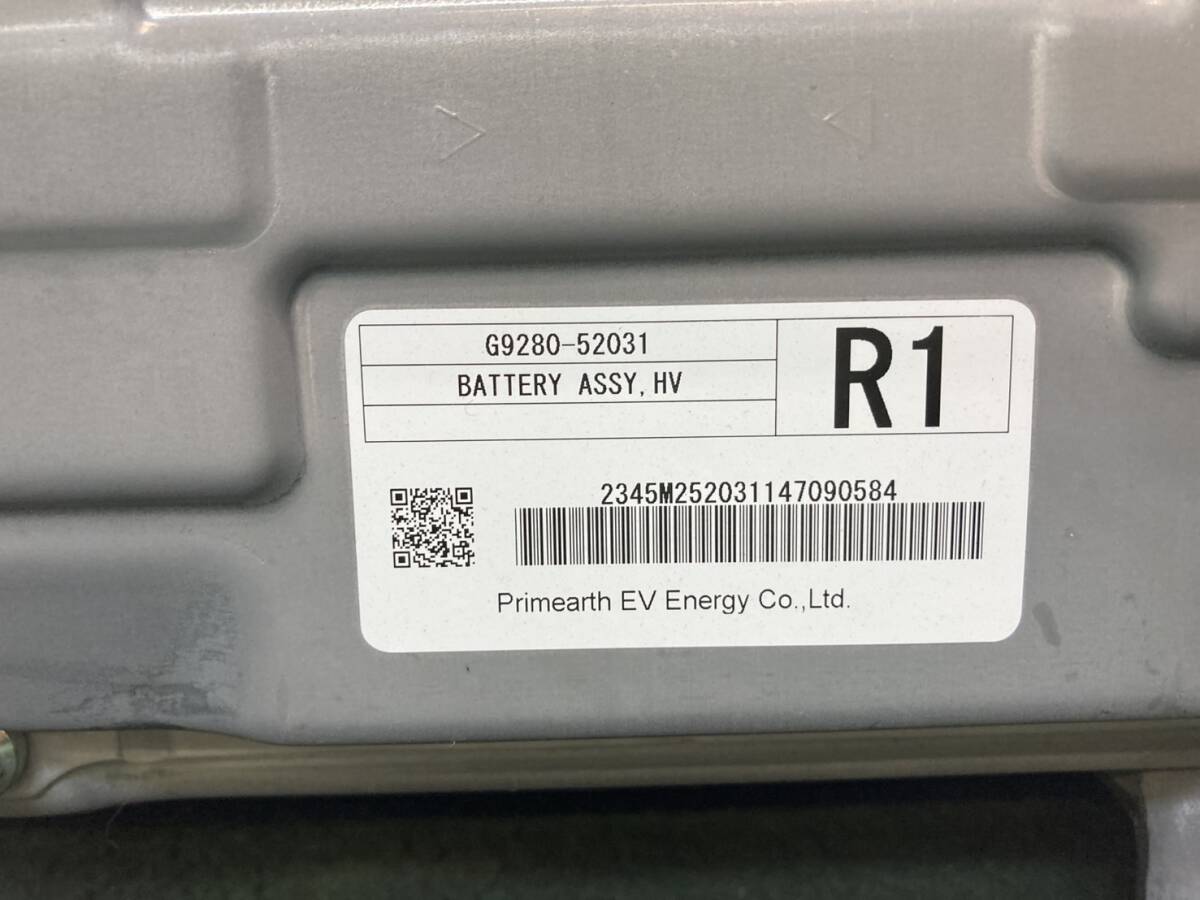 G9280-52031
BATTERY ASSY,HV
R1
2345M252031147090584
Primearth EV Energy Co.,Ltd.